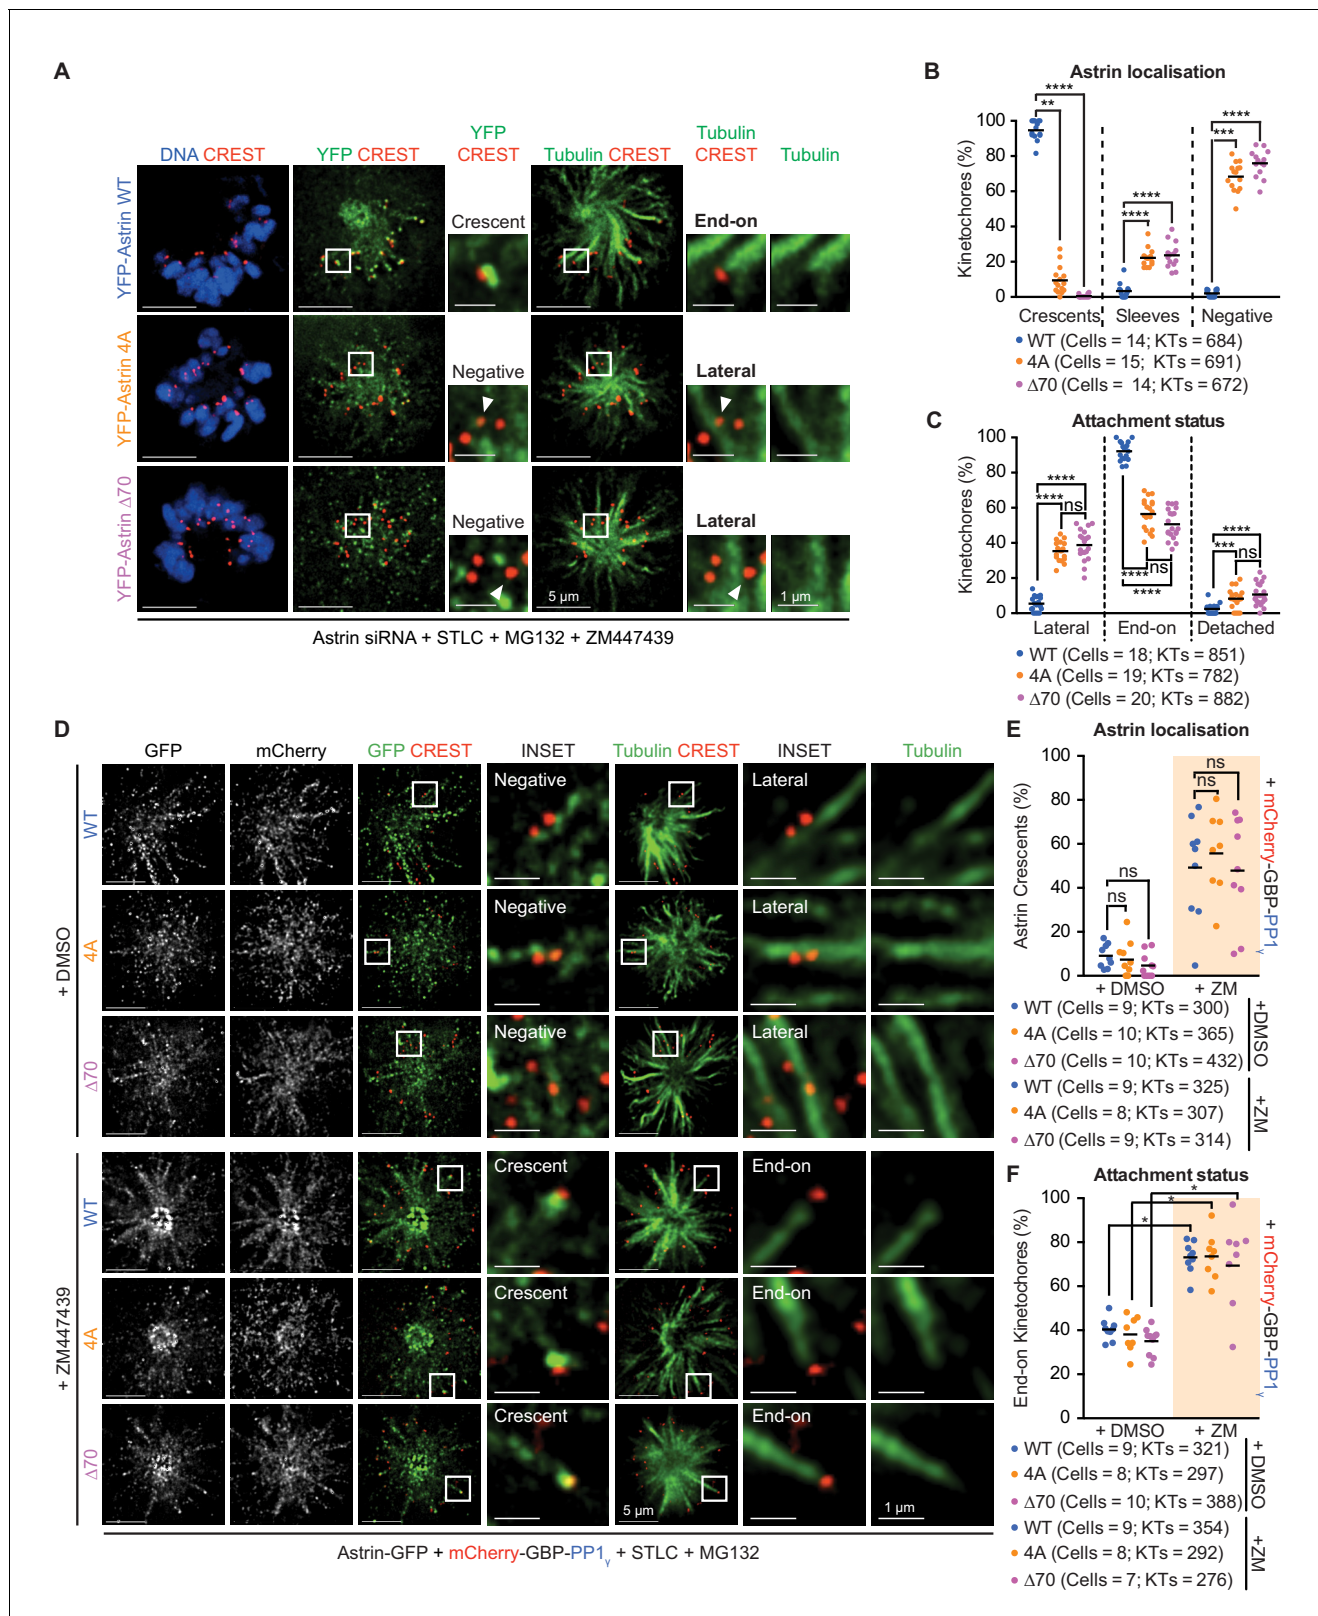 A
DNA CREST
YFP CREST
YFP
CREST
Tubulin CREST
Tubulin
CREST
Tubulin
YFP-Astrin WT
Crescent
End-on
YFP-Astrin 4A
Negative
Lateral
YFP-Astrin Δ70
Negative
Lateral
5 µm
1 µm
Astrin siRNA + STLC + MG132 + ZM447439
B
Astrin localisation
Kinetochores (%)
100
80
60
40
20
0
****
**
****
****
****
***
Crescents
Sleeves
Negative
WT (Cells = 14; KTs = 684)
4A (Cells = 15; KTs = 691)
Δ70 (Cells = 14; KTs = 672)
C
Attachment status
Kinetochores (%)
100
80
60
40
20
0
****
****
ns
****
ns
****
****
***
ns
Lateral
End-on
Detached
WT (Cells = 18; KTs = 851)
4A (Cells = 19; KTs = 782)
Δ70 (Cells = 20; KTs = 882)
D
GFP
mCherry
GFP CREST
INSET
Tubulin CREST
INSET
Tubulin
+ DMSO
WT
Negative
Lateral
4A
Negative
Lateral
Δ70
Negative
Lateral
+ ZM447439
WT
Crescent
End-on
4A
Crescent
End-on
Δ70
Crescent
End-on
5 µm
1 µm
Astrin-GFP + mCherry-GBP-PP1γ + STLC + MG132
E
Astrin localisation
Astrin Crescents (%)
100
80
60
40
20
0
ns
ns
ns
ns
+ DMSO
+ ZM
+ mCherry-GBP-PP1γ
WT (Cells = 9; KTs = 300)
4A (Cells = 10; KTs = 365)
Δ70 (Cells = 10; KTs = 432)
+DMSO
WT (Cells = 9; KTs = 325)
4A (Cells = 8; KTs = 307)
Δ70 (Cells = 9; KTs = 314)
+ZM
F
Attachment status
End-on Kinetochores (%)
100
80
60
40
20
0
*
*
*
+ DMSO
+ ZM
+ mCherry-GBP-PP1γ
WT (Cells = 9; KTs = 321)
4A (Cells = 8; KTs = 297)
Δ70 (Cells = 10; KTs = 388)
+ DMSO
WT (Cells = 9; KTs = 354)
4A (Cells = 8; KTs = 292)
Δ70 (Cells = 7; KTs = 276)
+ZM